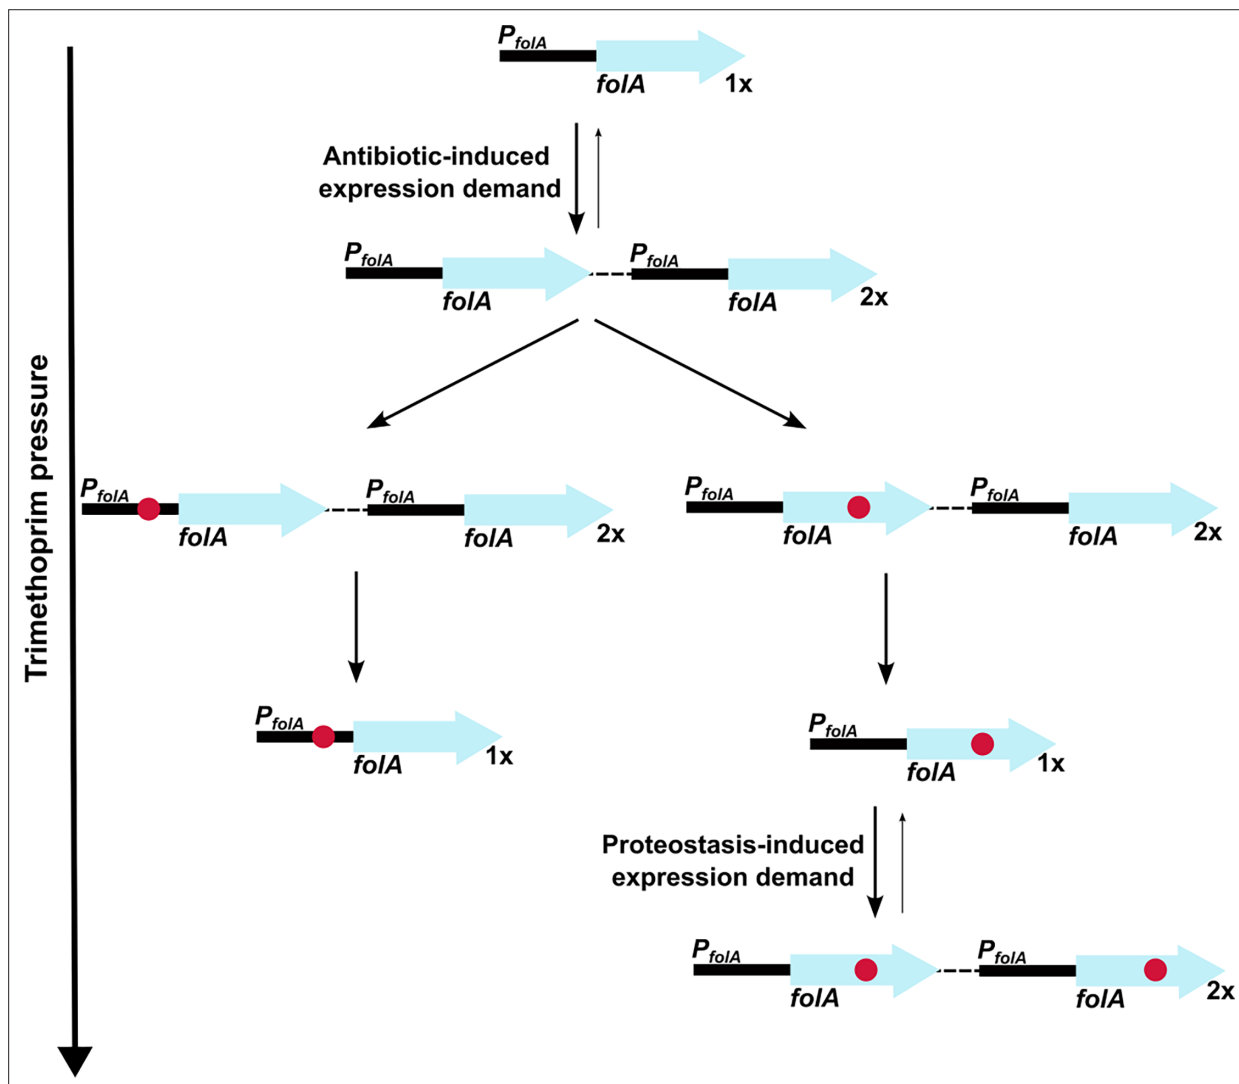 PfolA
folA
1x
Antibiotic-induced
expression demand
PfolA
PfolA
folA
folA
2x
Trimethoprim pressure
PfolA
PfolA
PfolA
PfolA
folA
folA
2x
folA
folA
2x
PfolA
folA
1x
PfolA
folA
1x
Proteostasis-induced
expression demand
PfolA
PfolA
folA
folA
2x